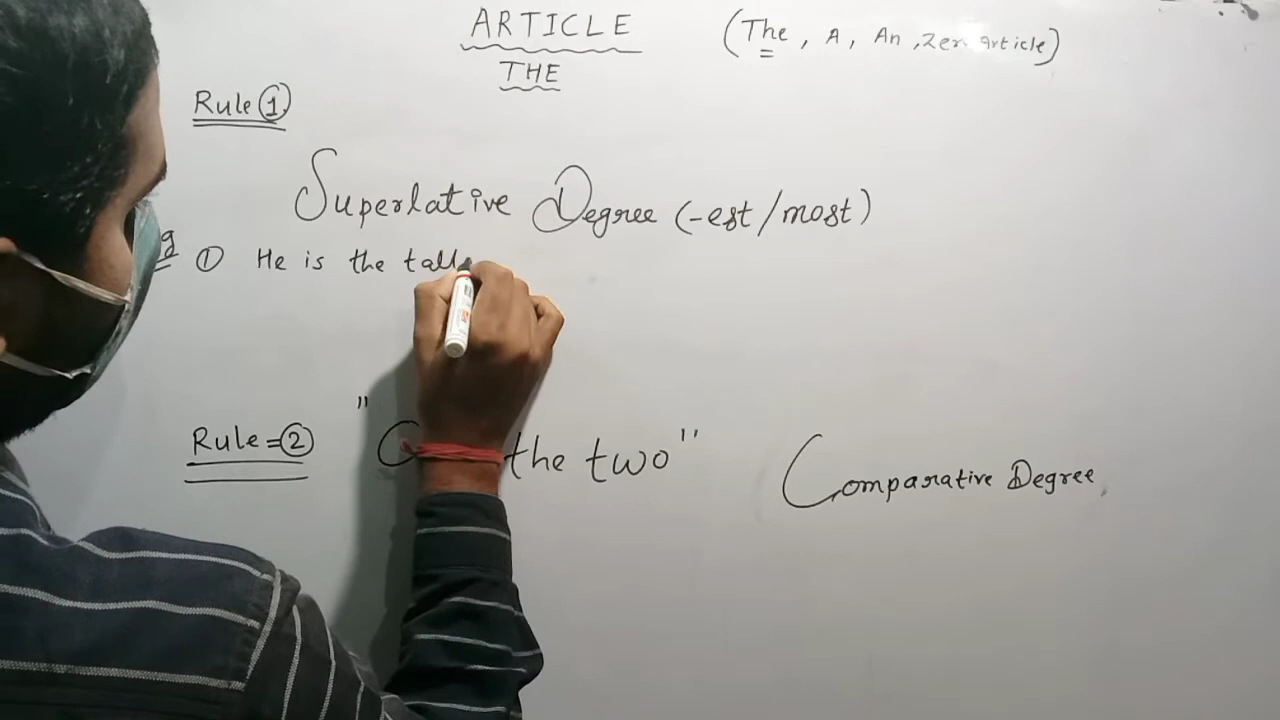 ARTICLE (The, A, An, Zero article)
THE
Rule ①
Superlative Degree (-est/most)
① He is the tall
Rule=② " the two" Comparative Degree